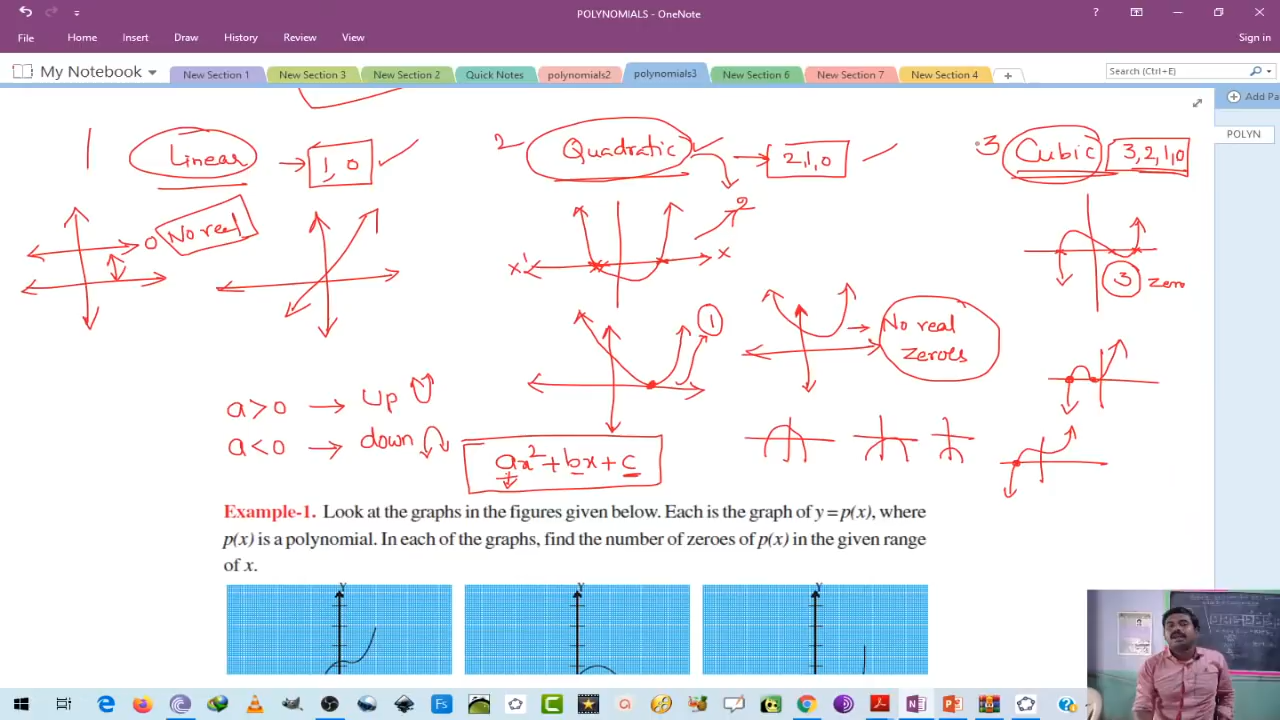 POLYNOMIALS - OneNote
File Home Insert Draw History Review View
Sign in
My Notebook
New Section 1 New Section 3 New Section 2 Quick Notes polynomials2 polynomials3 New Section 6 New Section 7 New Section 4
Search (Ctrl+E)
Add Pa
POLYN
1 Linear → 1, 0
2 Quadratic → 2,1,0
3 Cubic 3,2,1,0
0 No real
2
x' x
3 Zero
1
→ No real
Zeroes
a>0 → Up
a<0 → down
ax²+bx+c
Example-1. Look at the graphs in the figures given below. Each is the graph of y = p(x), where
p(x) is a polynomial. In each of the graphs, find the number of zeroes of p(x) in the given range
of x.
Y Y Y